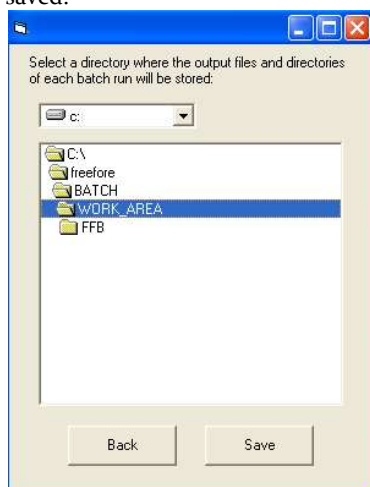 saved.
Select a directory where the output files and directories
of each batch run will be stored:
c:
C:\
freefore
BATCH
WORK_AREA
FFB
Back
Save